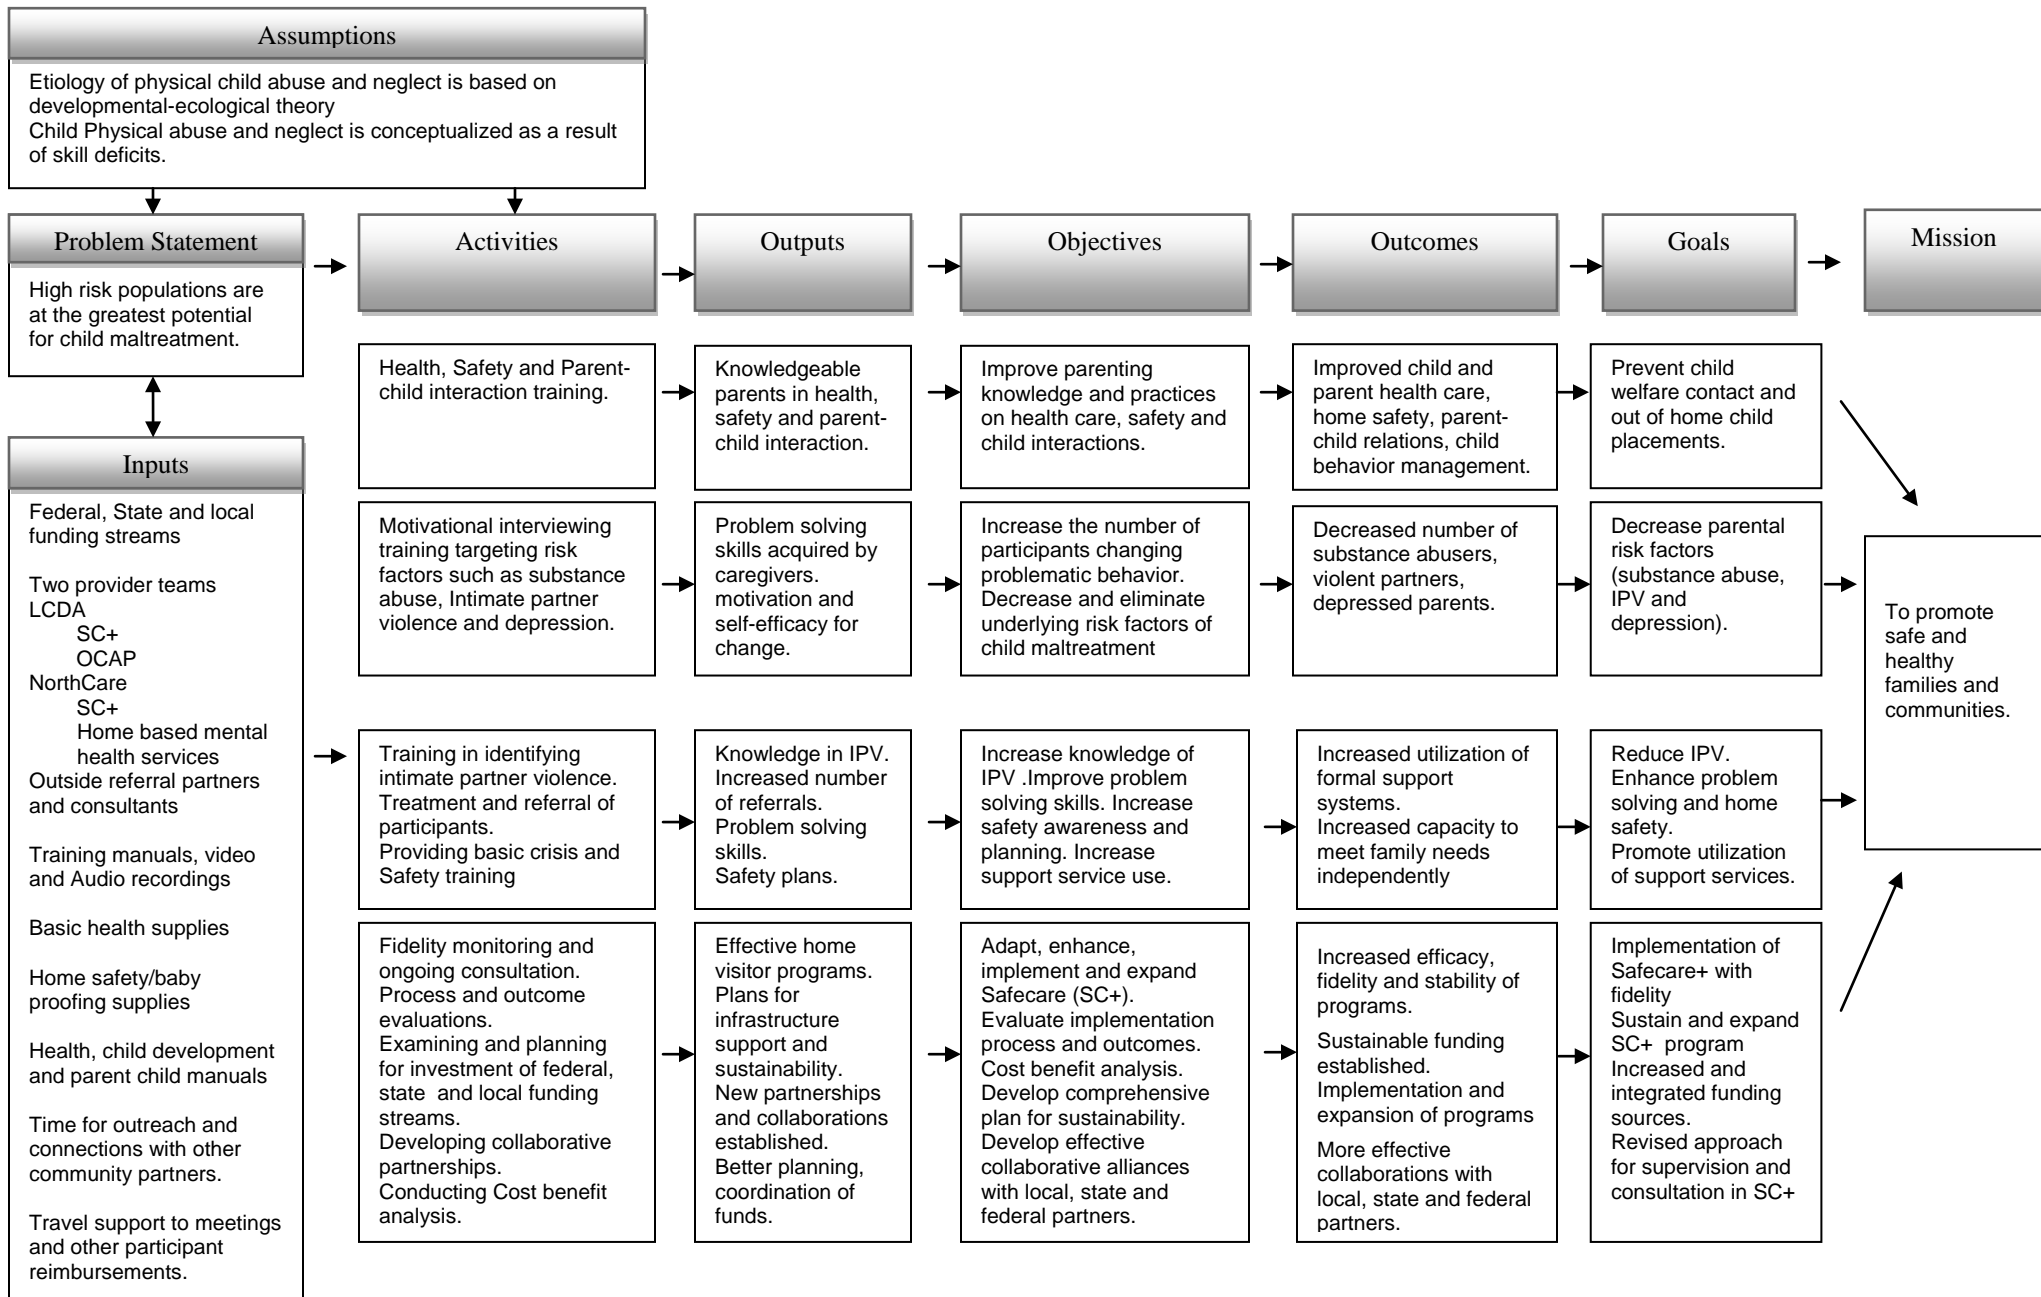 Assumptions
Etiology of physical child abuse and neglect is based on
developmental-ecological theory
Child Physical abuse and neglect is conceptualized as a result
of skill deficits.
Problem Statement
High risk populations are
at the greatest potential
for child maltreatment.
Inputs
Federal, State and local
funding streams
Two provider teams
LCDA
SC+
OCAP
NorthCare
SC+
Home based mental
health services
Outside referral partners
and consultants
Training manuals, video
and Audio recordings
Basic health supplies
Home safety/baby
proofing supplies
Health, child development
and parent child manuals
Time for outreach and
connections with other
community partners.
Travel support to meetings
and other participant
reimbursements.
Activities
Outputs
Objectives
Outcomes
Goals
Mission
Health, Safety and Parent-
child interaction training.
Knowledgeable
parents in health,
safety and parent-
child interaction.
Improve parenting
knowledge and practices
on health care, safety and
child interactions.
Improved child and
parent health care,
home safety, parent-
child relations, child
behavior management.
Prevent child
welfare contact and
out of home child
placements.
Motivational interviewing
training targeting risk
factors such as substance
abuse, Intimate partner
violence and depression.
Problem solving
skills acquired by
caregivers.
motivation and
self-efficacy for
change.
Increase the number of
participants changing
problematic behavior.
Decrease and eliminate
underlying risk factors of
child maltreatment
Decreased number of
substance abusers,
violent partners,
depressed parents.
Decrease parental
risk factors
(substance abuse,
IPV and
depression).
Training in identifying
intimate partner violence.
Treatment and referral of
participants.
Providing basic crisis and
Safety training
Knowledge in IPV.
Increased number
of referrals.
Problem solving
skills.
Safety plans.
Increase knowledge of
IPV .Improve problem
solving skills. Increase
safety awareness and
planning. Increase
support service use.
Increased utilization of
formal support
systems.
Increased capacity to
meet family needs
independently
Reduce IPV.
Enhance problem
solving and home
safety.
Promote utilization
of support services.
Fidelity monitoring and
ongoing consultation.
Process and outcome
evaluations.
Examining and planning
for investment of federal,
state  and local funding
streams.
Developing collaborative
partnerships.
Conducting Cost benefit
analysis.
Effective home
visitor programs.
Plans for
infrastructure
support and
sustainability.
New partnerships
and collaborations
established.
Better planning,
coordination of
funds.
Adapt, enhance,
implement and expand
Safecare (SC+).
Evaluate implementation
process and outcomes.
Cost benefit analysis.
Develop comprehensive
plan for sustainability.
Develop effective
collaborative alliances
with local, state and
federal partners.
Increased efficacy,
fidelity and stability of
programs.
Sustainable funding
established.
Implementation and
expansion of programs
More effective
collaborations with
local, state and federal
partners.
Implementation of
Safecare+ with
fidelity
Sustain and expand
SC+  program
Increased and
integrated funding
sources.
Revised approach
for supervision and
consultation in SC+
To promote
safe and
healthy
families and
communities.